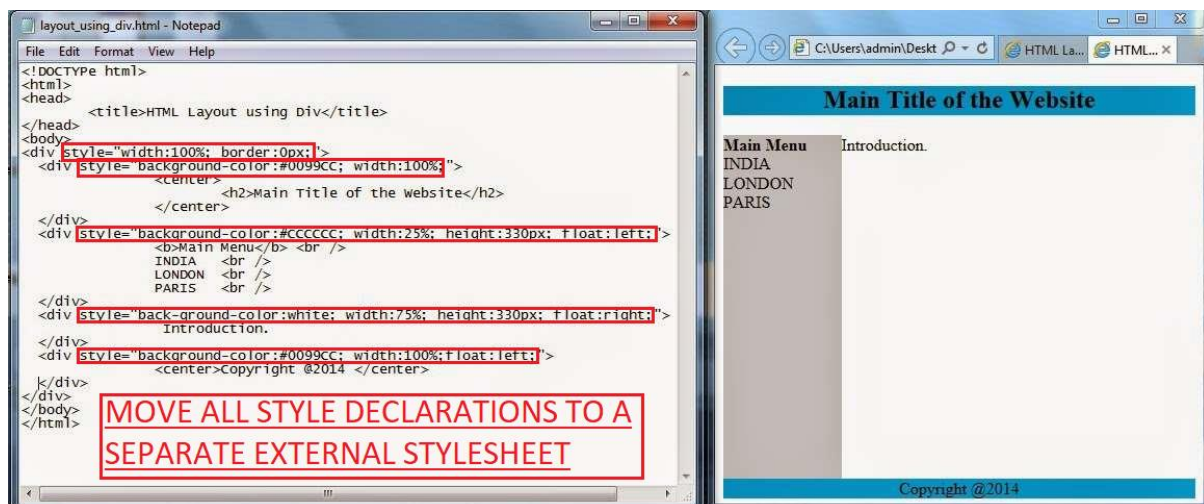 layout_using_div.html - Notepad
File Edit Format View Help
<!DOCTYPe html>
<html>
<head>
<title>HTML Layout using Div</title>
</head>
<body>
<div style="width:100%; border:0px;">
<div style="background-color:#0099CC; width:100%;">
<center>
<h2>Main Title of the Website</h2>
</center>
</div>
<div style="background-color:#CCCCCC; width:25%; height:330px; float:left;">
<b>Main Menu</b> <br />
INDIA <br />
LONDON <br />
PARIS <br />
</div>
<div style="back-ground-color:white; width:75%; height:330px; float:right;">
Introduction.
</div>
<div style="background-color:#0099CC; width:100%;float:left;">
<center>Copyright @2014 </center>
</div>
</div>
</body>
</html>
MOVE ALL STYLE DECLARATIONS TO A
SEPARATE EXTERNAL STYLESHEET
C:\Users\admin\Deskt
HTML La...
HTML...
Main Title of the Website
Main Menu
INDIA
LONDON
PARIS
Introduction.
Copyright @2014